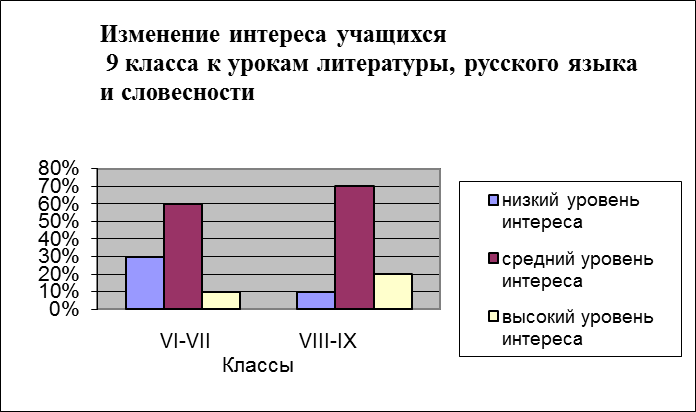 Изменение интереса учащихся
9 класса к урокам литературы, русского языка
и словесности
80%
70%
60%
50%
40%
30%
20%
10%
0%
VI-VII
VIII-IX
Классы
низкий уровень
интереса
средний уровень
интереса
высокий уровень
интереса